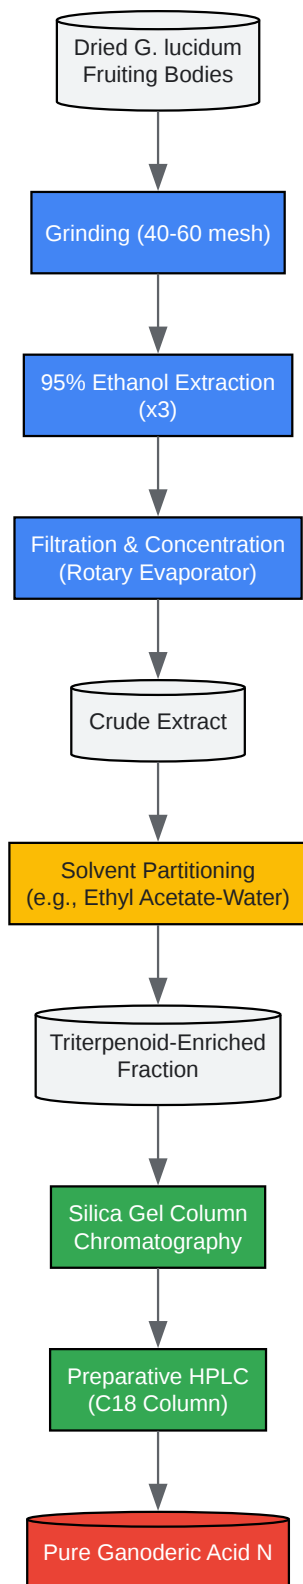 Dried G. lucidum
Fruiting Bodies
Grinding (40-60 mesh)
95% Ethanol Extraction
(x3)
Filtration & Concentration
(Rotary Evaporator)
Crude Extract
Solvent Partitioning
(e.g., Ethyl Acetate-Water)
Triterpenoid-Enriched
Fraction
Silica Gel Column
Chromatography
Preparative HPLC
(C18 Column)
Pure Ganoderic Acid N